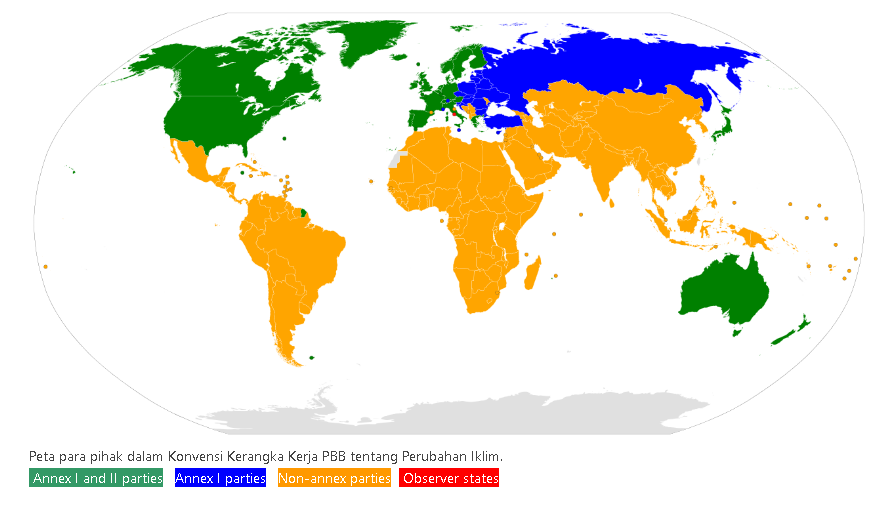 Peta para pihak dalam Konvensi Kerangka Kerja PBB tentang Perubahan Iklim.
Annex I and II parties Annex I parties Non-annex parties Observer states